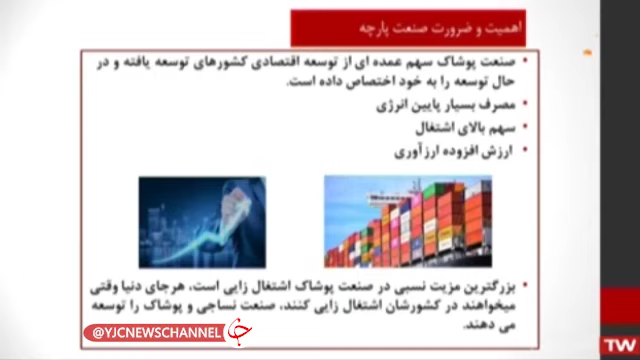 اهمیت و ضرورت صنعت پارچه
• صنعت پوشاک سهم عمده ای از توسعه اقتصادی کشورهای توسعه یافته و در
حال توسعه را به خود اختصاص داده است.
• مصرف بسیار پایین انرژی
• سهم بالای اشتغال
• ارزش افزوده ارزآوری
• بزرگترین مزیت نسبی در صنعت پوشاک اشتغال زایی است، هرجای دنیا وقتی
میخواهند در کشورشان اشتغال زایی کنند، صنعت نساجی و پوشاک را توسعه
می دهند.
@YJCNEWSCHANNEL
TW